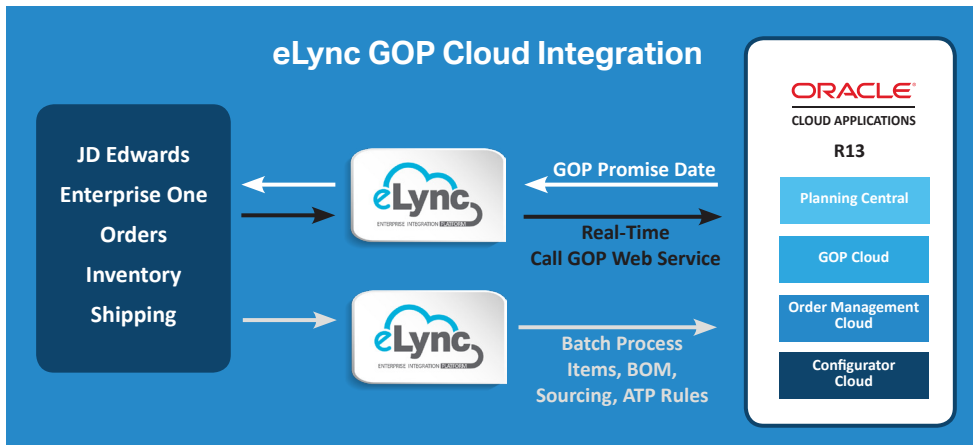 eLync GOP Cloud Integration
JD Edwards
Enterprise One
Orders
Inventory
Shipping
eLync
ENTERPRISE INTEGRATION PLATFORM
GOP Promise Date
Real-Time
Call GOP Web Service
eLync
ENTERPRISE INTEGRATION PLATFORM
Batch Process
Items, BOM,
Sourcing, ATP Rules
ORACLE®
CLOUD APPLICATIONS
R13
Planning Central
GOP Cloud
Order Management
Cloud
Configurator
Cloud